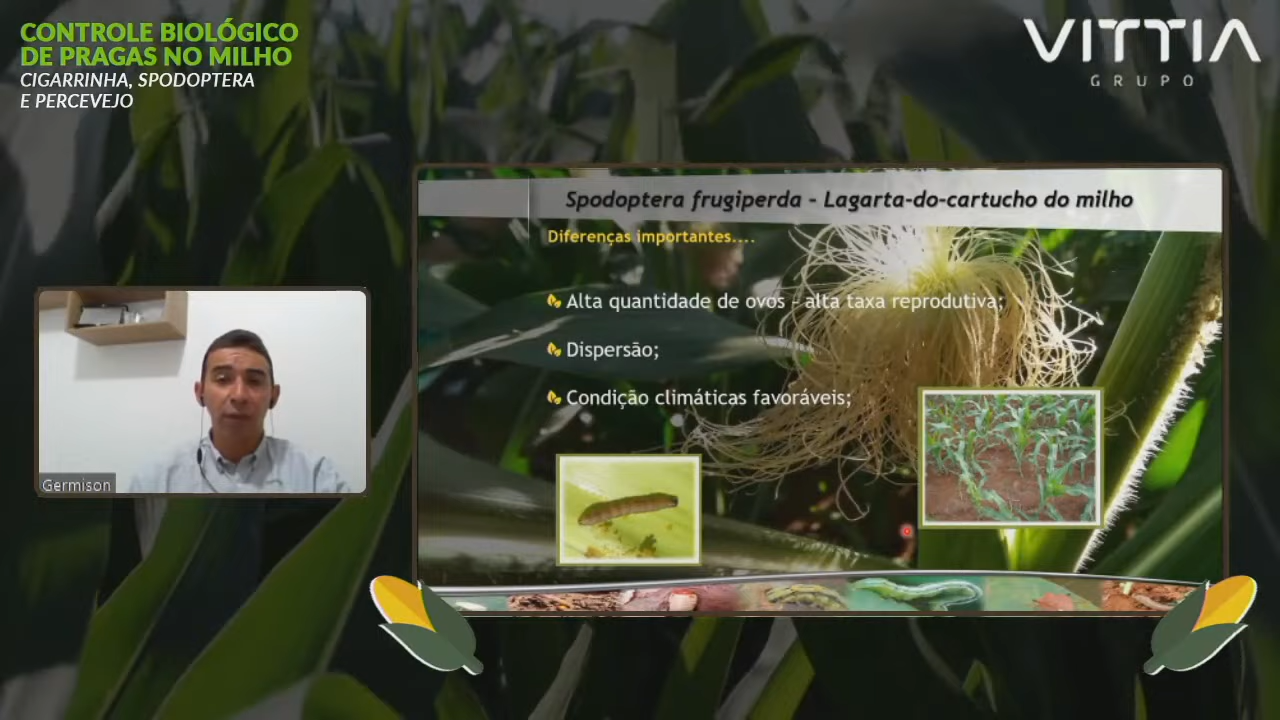 CONTROLE BIOLÓGICO
DE PRAGAS NO MILHO
CIGARRINHA, SPODOPTERA
E PERCEVEJO
VITTIA
GRUPO
Spodoptera frugiperda - Lagarta-do-cartucho do milho
Diferenças importantes....
Alta quantidade de ovos - alta taxa reprodutiva;
Dispersão;
Condição climáticas favoráveis;
Germison